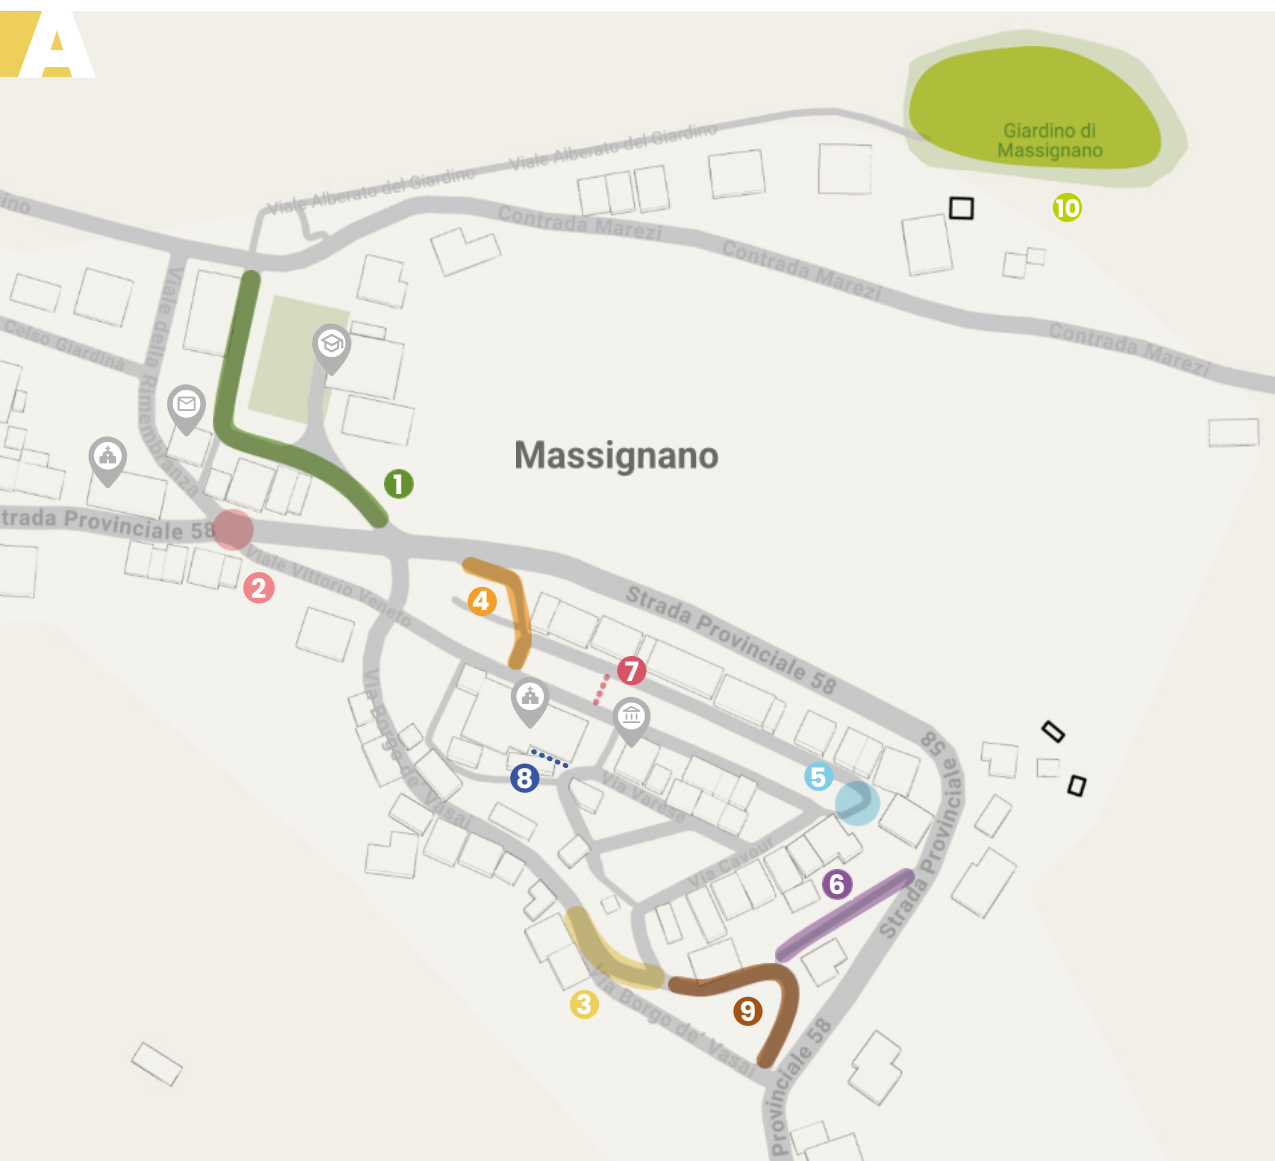 A
Giardino di
Massignano
10
Viale Alberato del Giardino
Viale Alberato del Giardino
ino
Contrada Marezi
Contrada Marezi
Contrada Marezi
Viale della Rimembranza
Celso Giardinà
Massignano
1
trada Provinciale 58
2
Viale Vittorio Veneto
4
Strada Provinciale 58
7
Via Borgo de' Vasai
8
5
Strada Provinciale 58
Via Varese
Via Cavour
6
3
9
Via Borgo de' Vasai
Provinciale 58